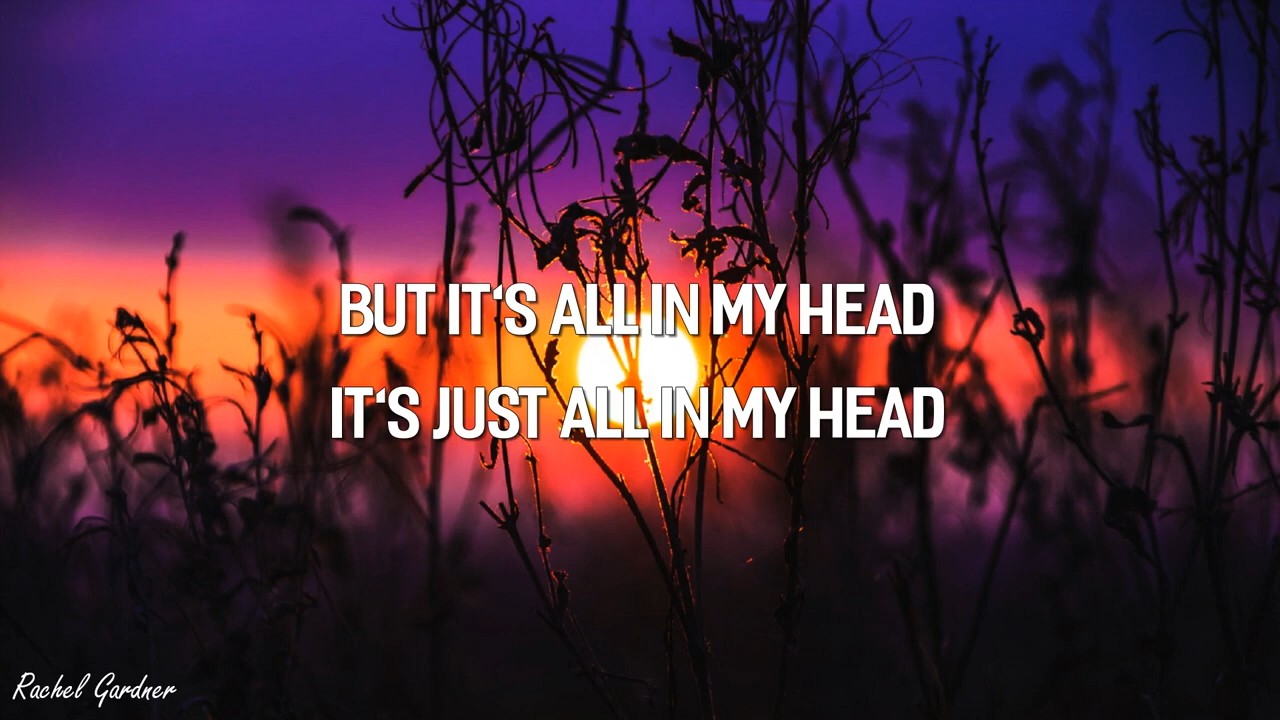 BUT IT‘S ALL IN MY HEAD
IT‘S JUST ALL IN MY HEAD
Rachel Gardner